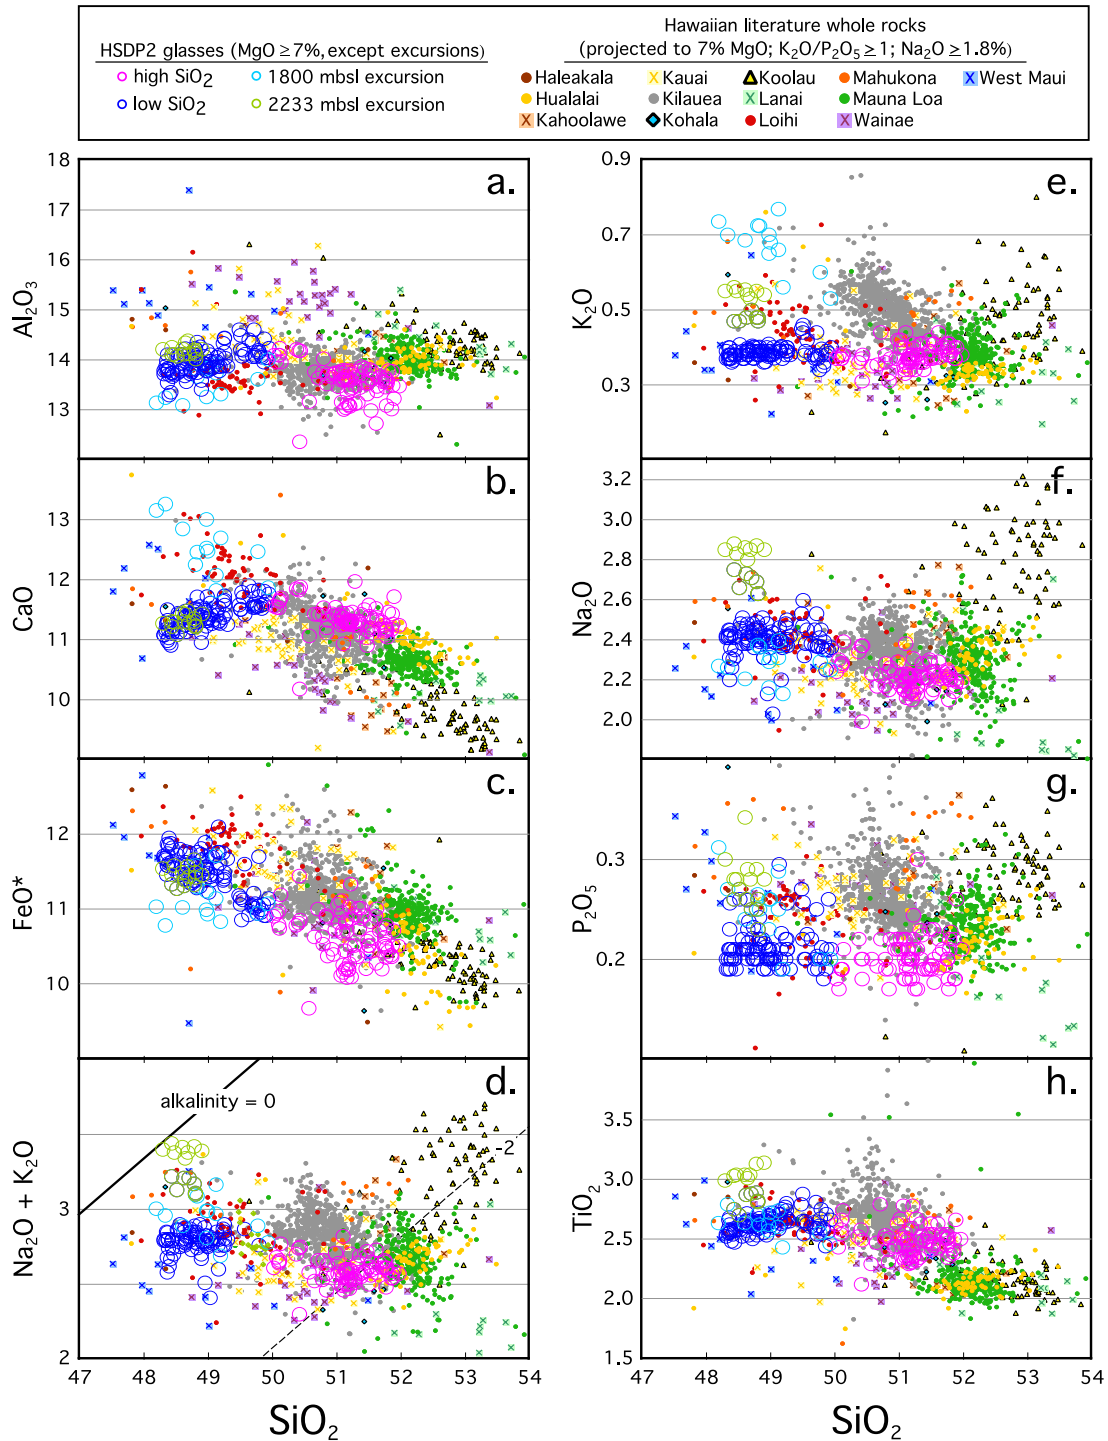 Hawaiian literature whole rocks
HSDP2 glasses (MgO ≥7%, except excursions)
(projected to 7% MgO; K₂O/P₂O₅ ≥ 1; Na₂O ≥1.8%)
high SiO₂
1800 mbsl excursion
low SiO₂
2233 mbsl excursion
Haleakala
Kauai
Koolau
Mahukona
West Maui
Hualalai
Kilauea
Lanai
Mauna Loa
Kahoolawe
Kohala
Loihi
Wainae
a.
18
17
16
15
14
13
Al₂O₃
b.
13
12
11
10
CaO
c.
12
11
10
FeO*
d.
alkalinity = 0
-2
3
2
Na₂O + K₂O
47 48 49 50 51 52 53 54
SiO₂
e.
0.9
0.7
0.5
0.3
K₂O
f.
3.2
3.0
2.8
2.6
2.4
2.2
2.0
Na₂O
g.
0.3
0.2
P₂O₅
h.
3.5
3.0
2.5
2.0
1.5
TiO₂
47 48 49 50 51 52 53 54
SiO₂